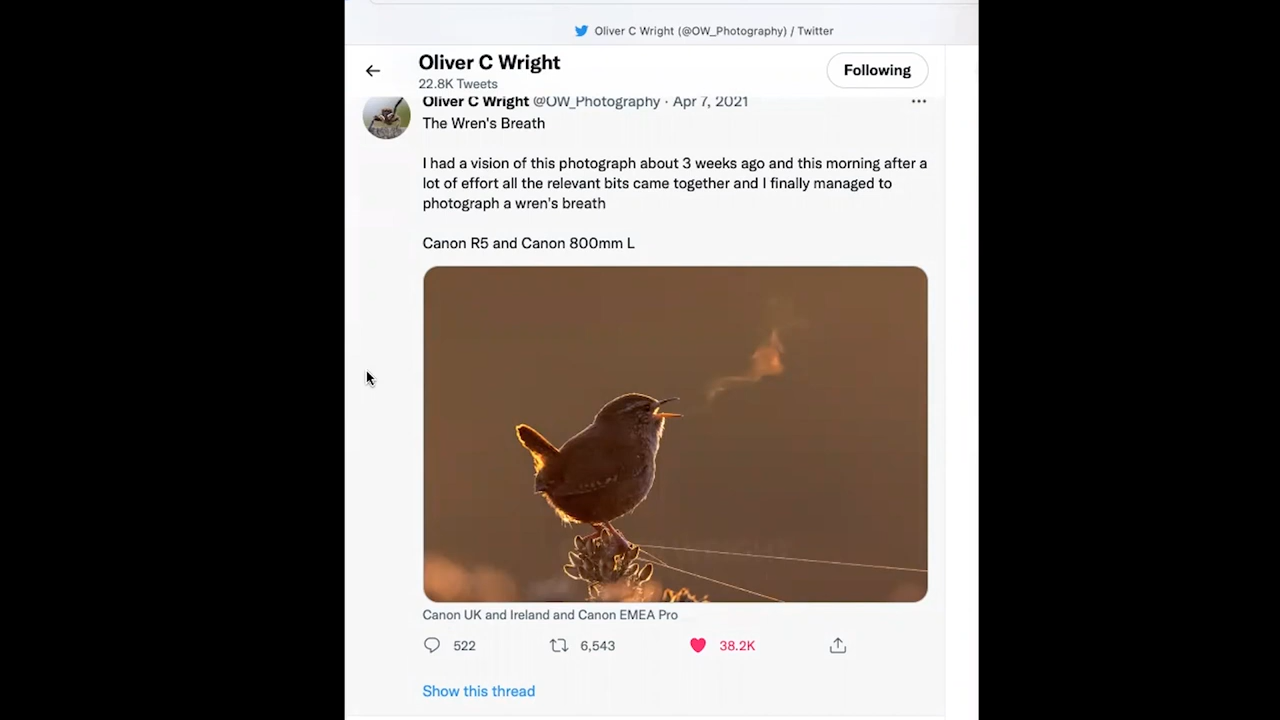 Oliver C Wright (@OW_Photography) / Twitter
Oliver C Wright
22.8K Tweets
Following
Oliver C Wright @OW_Photography · Apr 7, 2021
The Wren's Breath
I had a vision of this photograph about 3 weeks ago and this morning after a
lot of effort all the relevant bits came together and I finally managed to
photograph a wren's breath
Canon R5 and Canon 800mm L
Canon UK and Ireland and Canon EMEA Pro
522 6,543 38.2K
Show this thread